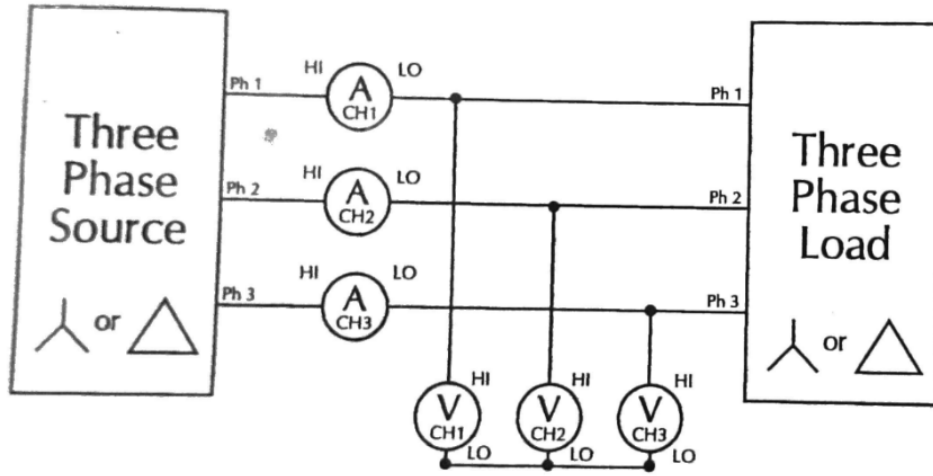 Three
Phase
Source
or
Ph 1
HI
A
CH1
LO
Ph 1
Ph 2
HI
A
CH2
LO
Ph 2
Ph 3
HI
A
CH3
LO
Ph 3
HI
V
CH1
LO
HI
V
CH2
LO
HI
V
CH3
LO
Three
Phase
Load
or